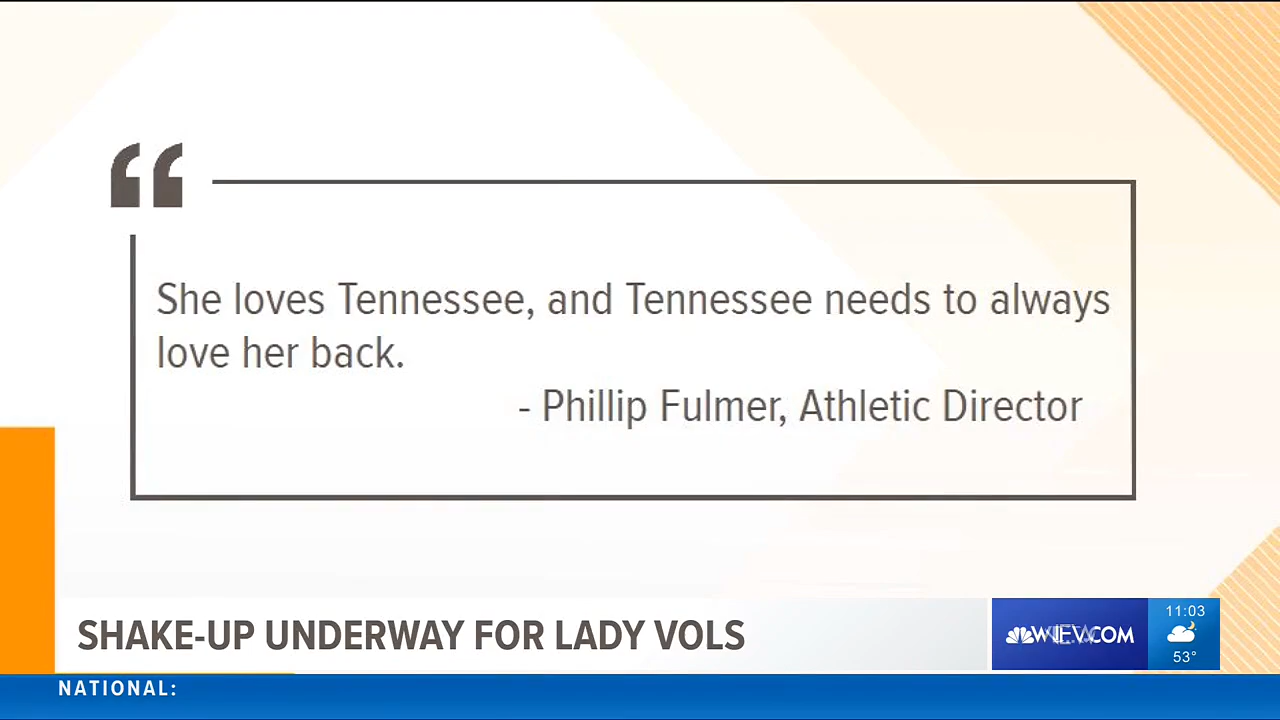 “
She loves Tennessee, and Tennessee needs to always
love her back.
- Phillip Fulmer, Athletic Director
SHAKE-UP UNDERWAY FOR LADY VOLS
11:03
53°
NATIONAL: